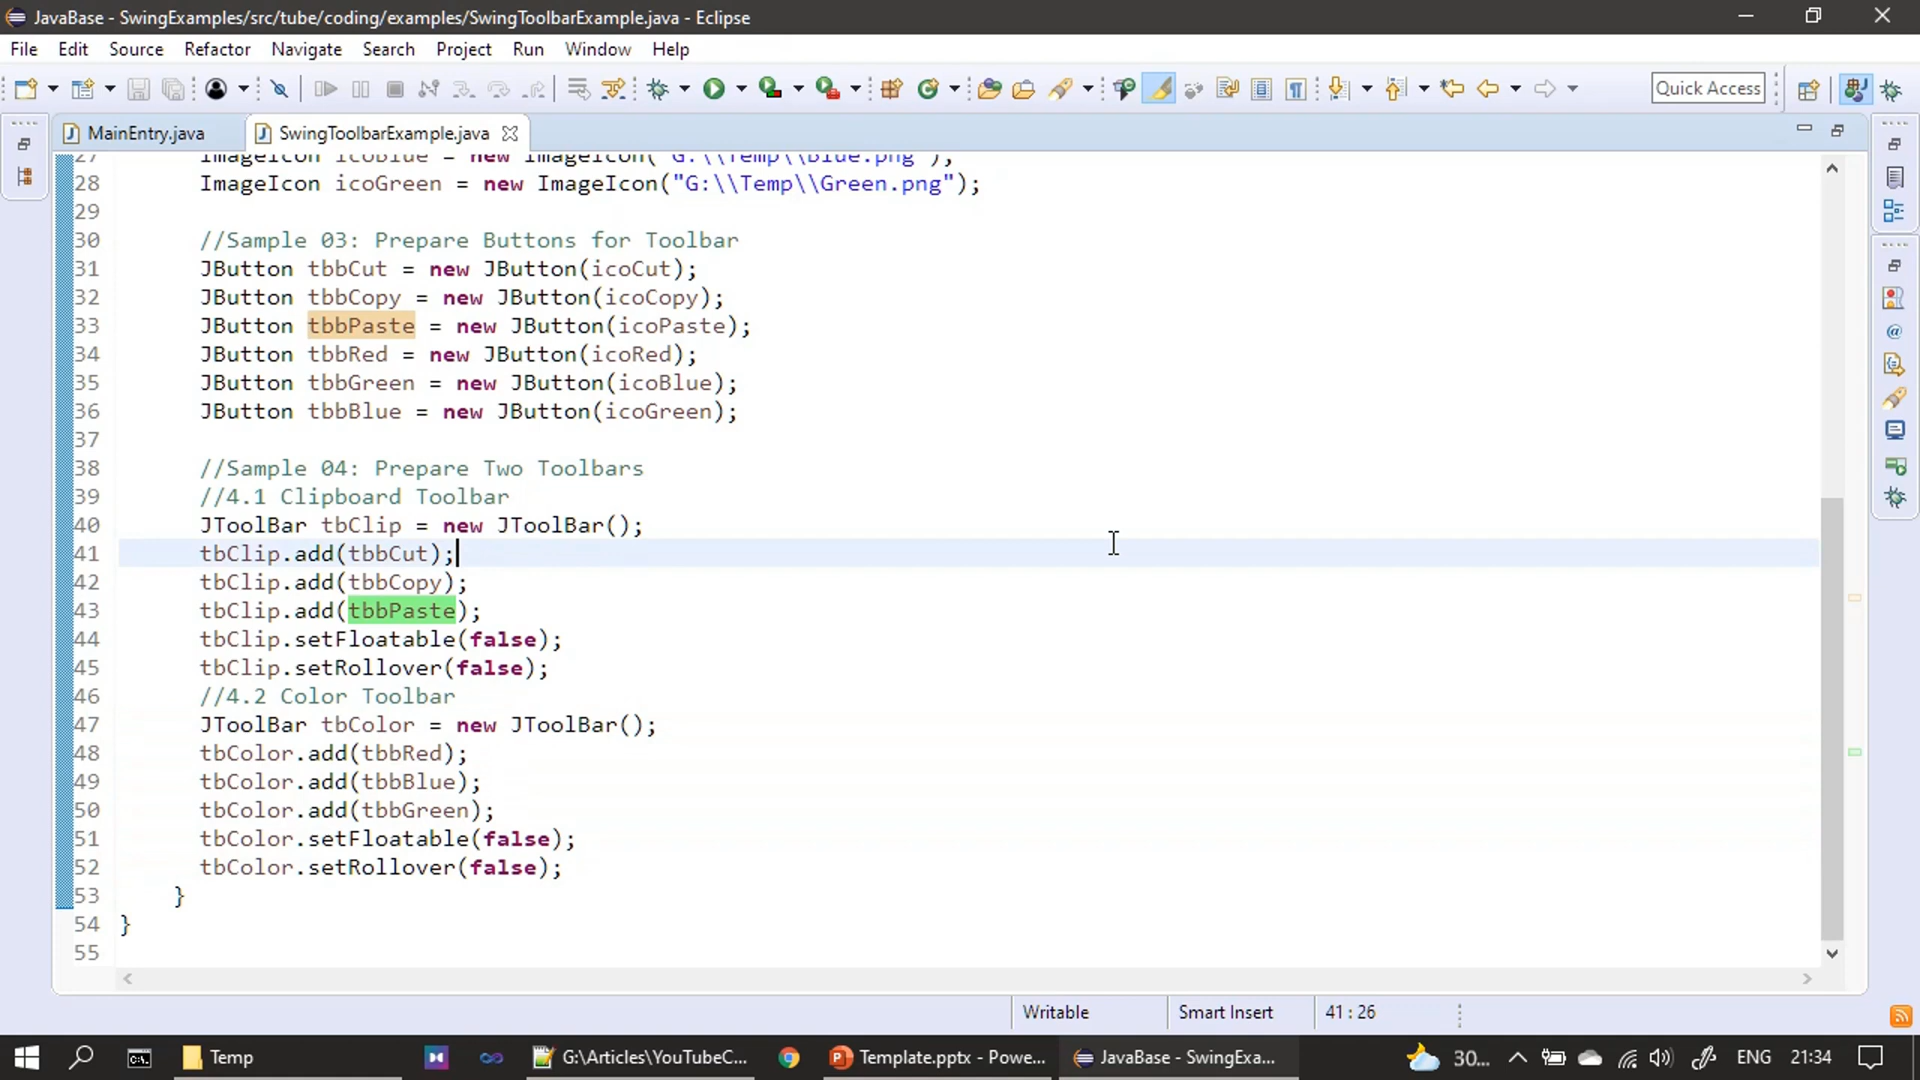 JavaBase - SwingExamples/src/tube/coding/examples/SwingToolbarExample.java - Eclipse
File Edit Source Refactor Navigate Search Project Run Window Help
Quick Access
MainEntry.java SwingToolbarExample.java
27 ImageIcon icoBlue = new ImageIcon("G:\\Temp\\Blue.png");
28 ImageIcon icoGreen = new ImageIcon("G:\\Temp\\Green.png");
29
30 //Sample 03: Prepare Buttons for Toolbar
31 JButton tbbCut = new JButton(icoCut);
32 JButton tbbCopy = new JButton(icoCopy);
33 JButton tbbPaste = new JButton(icoPaste);
34 JButton tbbRed = new JButton(icoRed);
35 JButton tbbGreen = new JButton(icoBlue);
36 JButton tbbBlue = new JButton(icoGreen);
37
38 //Sample 04: Prepare Two Toolbars
39 //4.1 Clipboard Toolbar
40 JToolBar tbClip = new JToolBar();
41 tbClip.add(tbbCut);
42 tbClip.add(tbbCopy);
43 tbClip.add(tbbPaste);
44 tbClip.setFloatable(false);
45 tbClip.setRollover(false);
46 //4.2 Color Toolbar
47 JToolBar tbColor = new JToolBar();
48 tbColor.add(tbbRed);
49 tbColor.add(tbbBlue);
50 tbColor.add(tbbGreen);
51 tbColor.setFloatable(false);
52 tbColor.setRollover(false);
53 }
54 }
55
Writable Smart Insert 41 : 26
Temp G:\Articles\YouTubeC... Template.pptx - Powe... JavaBase - SwingExa... 30... ENG 21:34